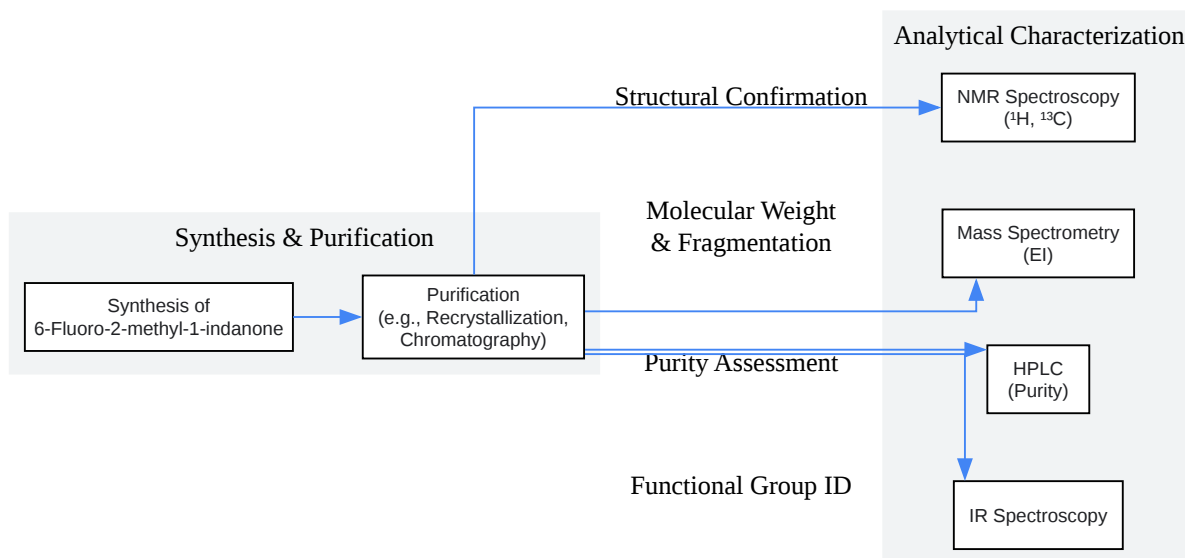 Analytical Characterization
Structural Confirmation
NMR Spectroscopy
(¹H, ¹³C)
Molecular Weight
& Fragmentation
Mass Spectrometry
(EI)
Synthesis & Purification
Synthesis of
6-Fluoro-2-methyl-1-indanone
Purification
(e.g., Recrystallization,
Chromatography)
Purity Assessment
HPLC
(Purity)
Functional Group ID
IR Spectroscopy